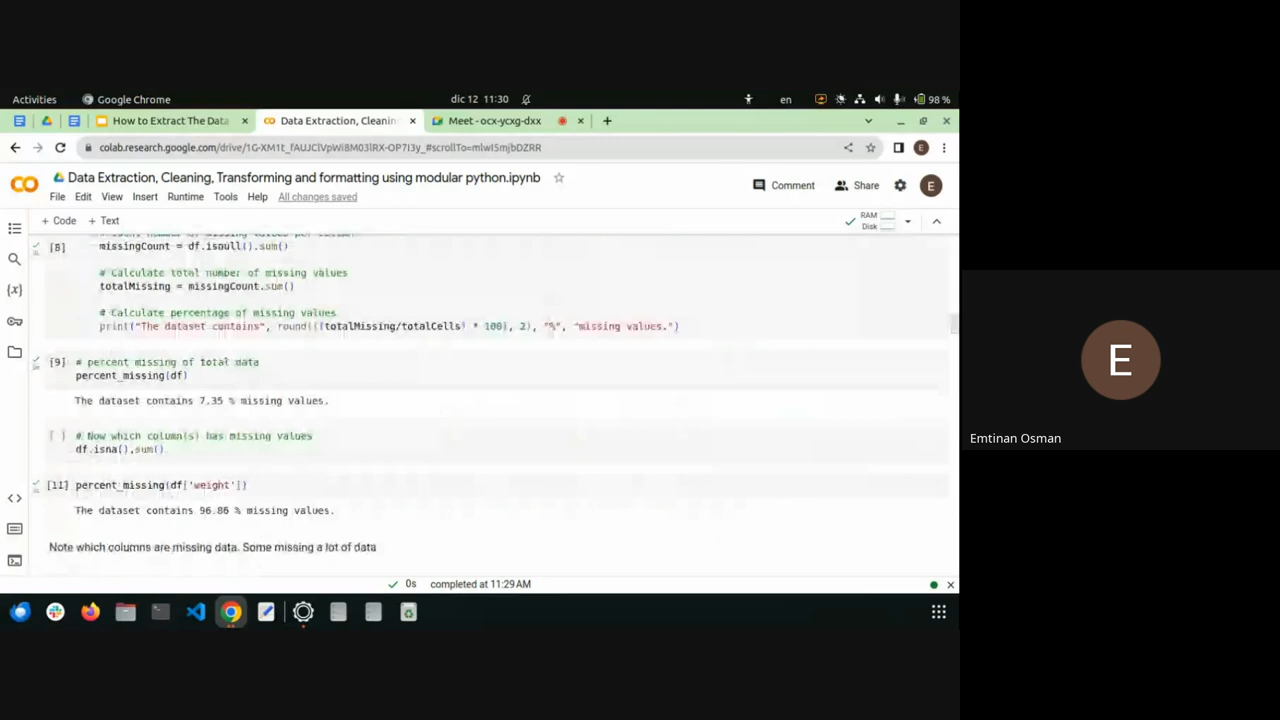 Activities Google Chrome dic 12 11:30 en 98 %
How to Extract The Data × Data Extraction, Cleanin × Meet - ocx-ycxg-dxx × +
colab.research.google.com/drive/
Data Extraction, Cleaning, Transforming and formatting using modular python.ipynb
Comment Share E
File Edit View Insert Runtime Tools Help All changes saved
+ Code + Text RAM
Disk
[8] missingCount = df.isnull().sum()
# Calculate total number of missing values
totalMissing = missingCount.sum()
# Calculate percentage of missing values
print("The dataset contains", round(((totalMissing/totalCells) * 100), 2), "%", "missing values.")
[9] # percent missing of total data
percent_missing(df)
The dataset contains 7.35 % missing values.
[ ] # Now which column(s) has missing values
df.isna().sum()
[11] percent_missing(df['weight'])
The dataset contains 96.86 % missing values.
Note which columns are missing data. Some missing a lot of data
0s completed at 11:29 AM
E
Emtinan Osman